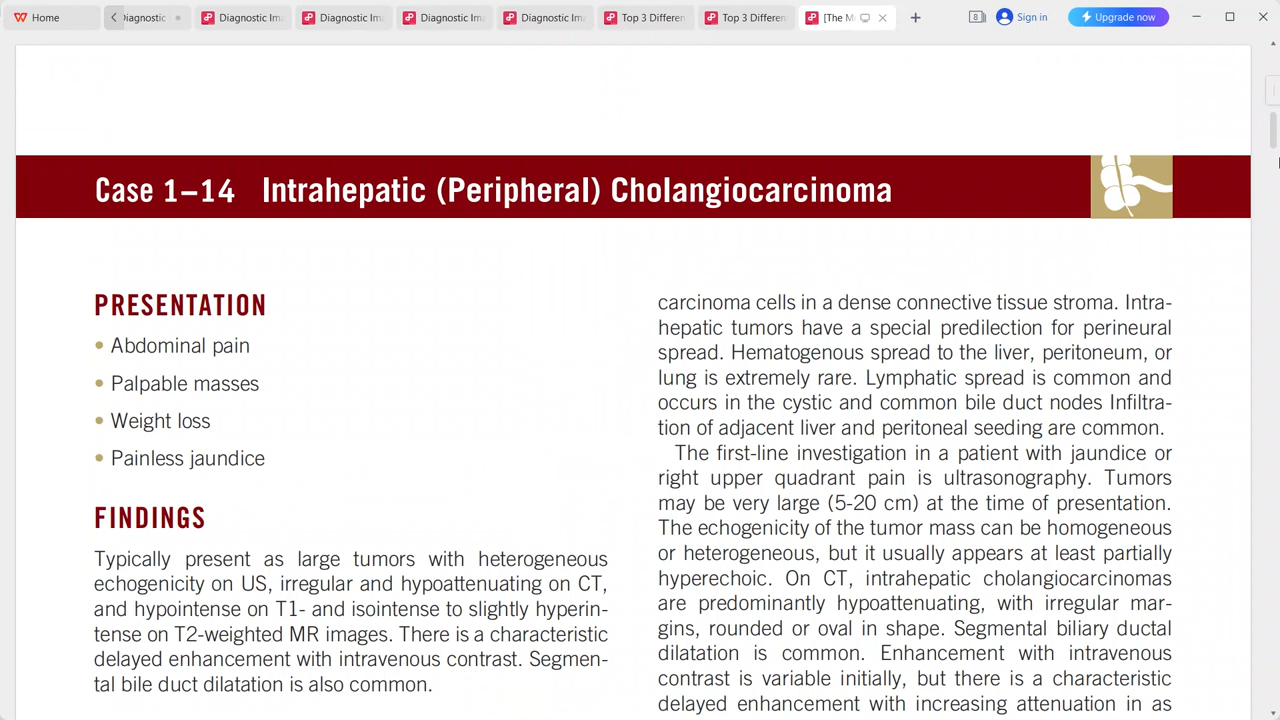 Home
Diagnostic
Diagnostic Im
Diagnostic Im
Diagnostic Im
Diagnostic Im
Top 3 Differen
Top 3 Differen
[The M
8
Sign in
Upgrade now
Case 1–14 Intrahepatic (Peripheral) Cholangiocarcinoma
PRESENTATION
• Abdominal pain
• Palpable masses
• Weight loss
• Painless jaundice
FINDINGS
Typically present as large tumors with heterogeneous
echogenicity on US, irregular and hypoattenuating on CT,
and hypointense on T1- and isointense to slightly hyperin-
tense on T2-weighted MR images. There is a characteristic
delayed enhancement with intravenous contrast. Segmen-
tal bile duct dilatation is also common.
carcinoma cells in a dense connective tissue stroma. Intra-
hepatic tumors have a special predilection for perineural
spread. Hematogenous spread to the liver, peritoneum, or
lung is extremely rare. Lymphatic spread is common and
occurs in the cystic and common bile duct nodes Infiltra-
tion of adjacent liver and peritoneal seeding are common.
The first-line investigation in a patient with jaundice or
right upper quadrant pain is ultrasonography. Tumors
may be very large (5-20 cm) at the time of presentation.
The echogenicity of the tumor mass can be homogeneous
or heterogeneous, but it usually appears at least partially
hyperechoic. On CT, intrahepatic cholangiocarcinomas
are predominantly hypoattenuating, with irregular mar-
gins, rounded or oval in shape. Segmental biliary ductal
dilatation is common. Enhancement with intravenous
contrast is variable initially, but there is a characteristic
delayed enhancement with increasing attenuation in as